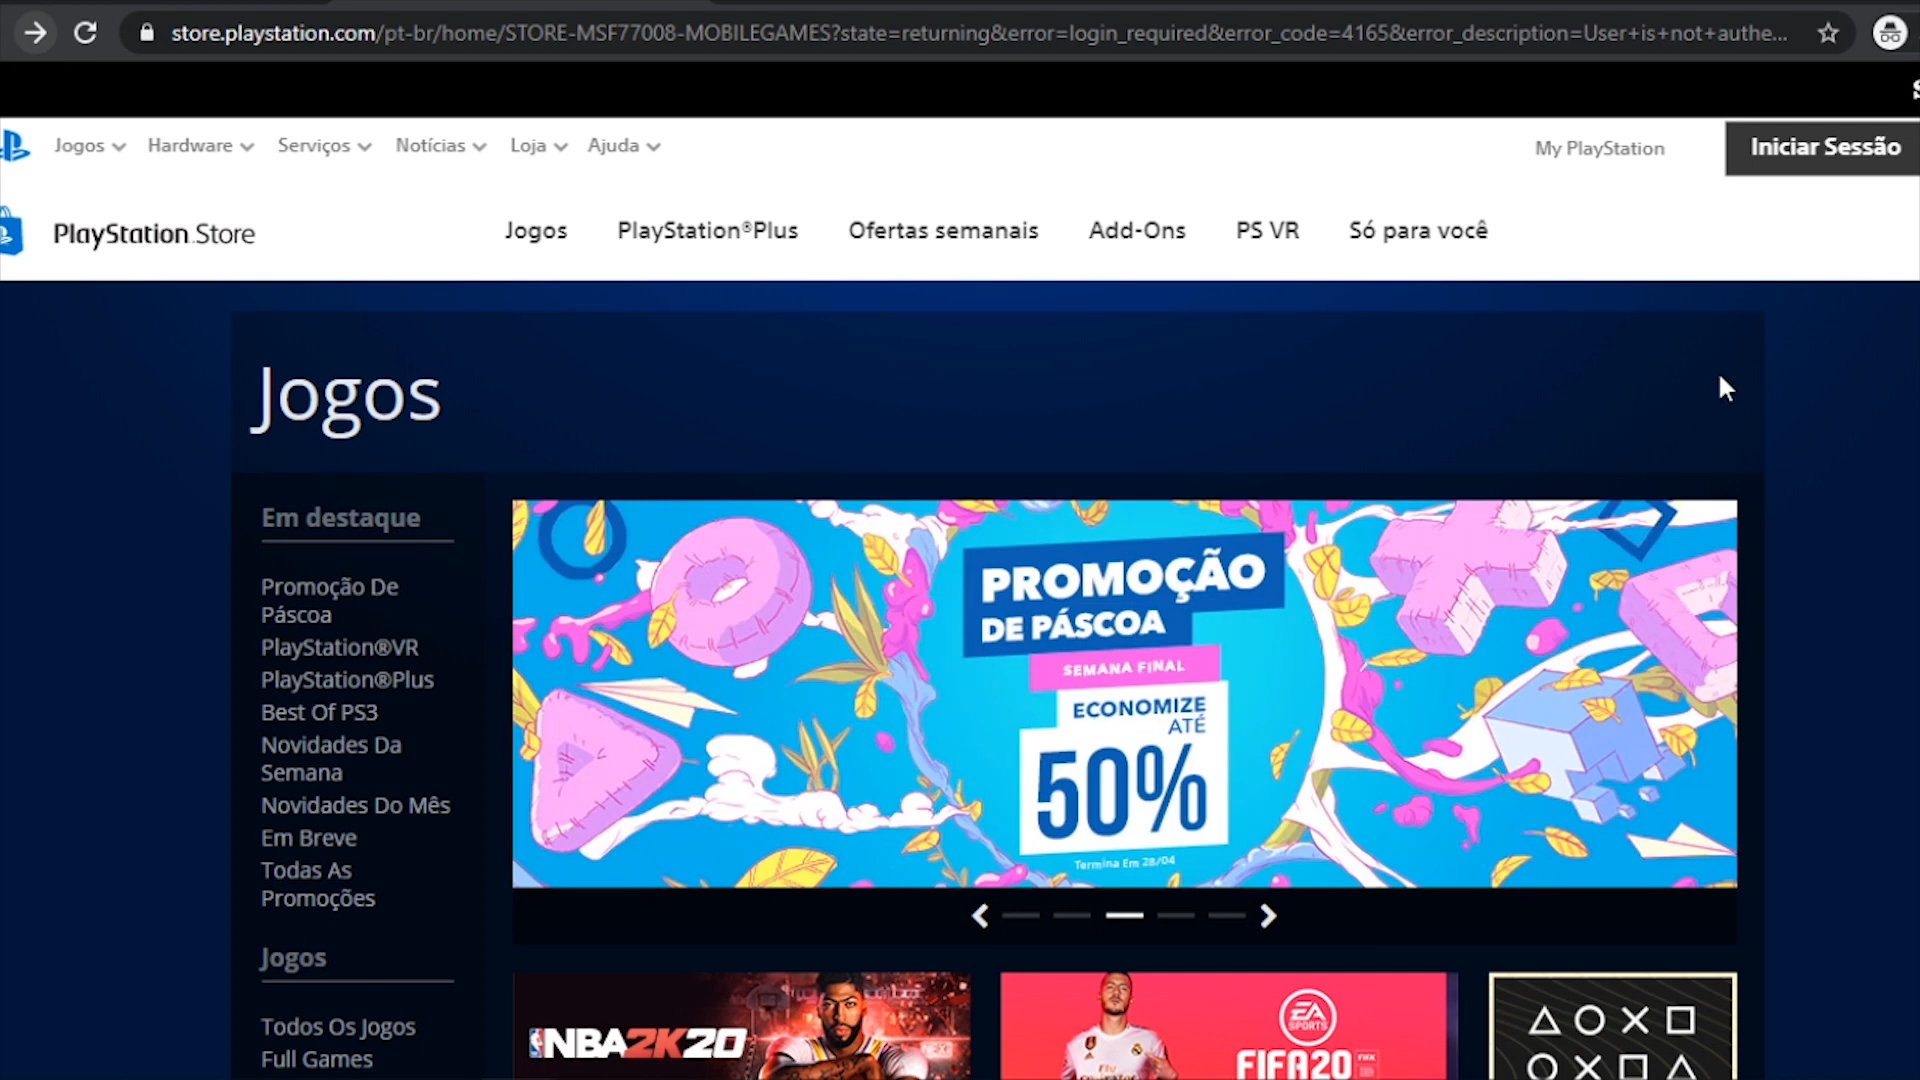 store.playstation.com/pt-br/home/STORE-MSF77008-MOBILEGAMES?state=returning&error=login_required&error_code=4165&error_description=User+is+not+authe...
Jogos Hardware Serviços Notícias Loja Ajuda My PlayStation Iniciar Sessão
PlayStation Store Jogos PlayStation®Plus Ofertas semanais Add-Ons PS VR Só para você
Jogos
Em destaque
Promoção De
Páscoa
PlayStation®VR
PlayStation®Plus
Best Of PS3
Novidades Da
Semana
Novidades Do Mês
Em Breve
Todas As
Promoções
Jogos
Todos Os Jogos
Full Games
PROMOÇÃO
DE PÁSCOA
SEMANA FINAL
ECONOMIZE
ATÉ
50%
Termina Em 28/04
NBA2K20
EA
SPORTS
FIFA20